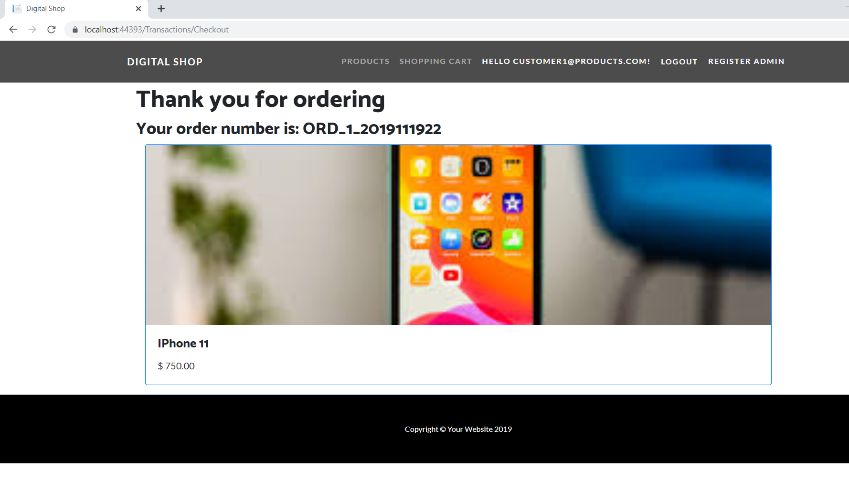 Digital Shop
localhost:44393/Transactions/Checkout
DIGITAL SHOP PRODUCTS SHOPPING CART HELLO CUSTOMER1@PRODUCTS.COM! LOGOUT REGISTER ADMIN
Thank you for ordering
Your order number is: ORD_1_2019111922
IPhone 11
$ 750.00
Copyright © Your Website 2019